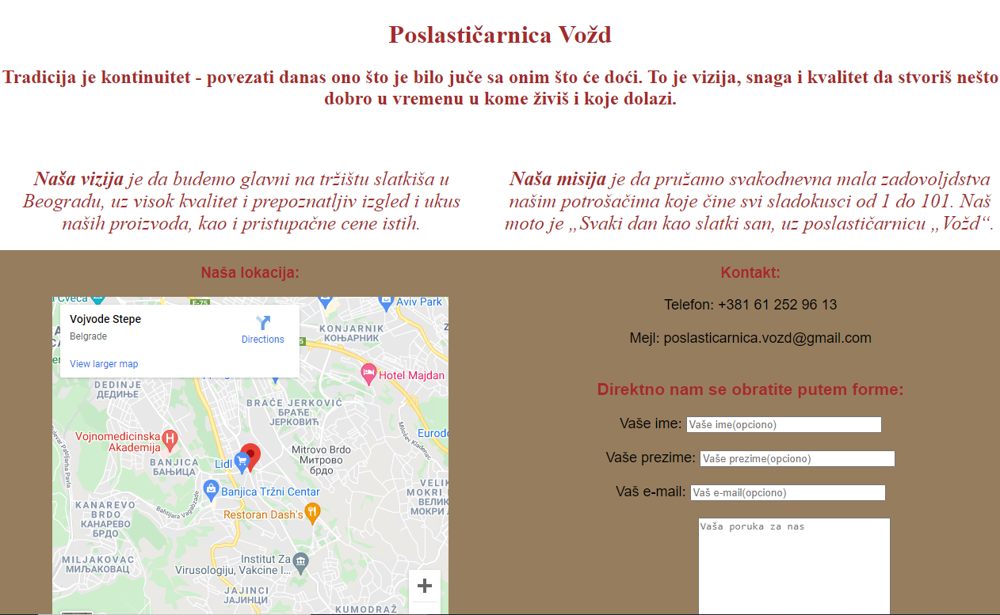 Poslastičarnica Vožd
Tradicija je kontinuitet - povezati danas ono što je bilo juče sa onim što će doći. To je vizija, snaga i kvalitet da stvoriš nešto
dobro u vremenu u kome živiš i koje dolazi.
Naša vizija je da budemo glavni na tržištu slatkiša u
Beogradu, uz visok kvalitet i prepoznatljiv izgled i ukus
naših proizvoda, kao i pristupačne cene istih.
Naša misija je da pružamo svakodnevna mala zadovoljdstva
našim potrošačima koje čine svi sladokusci od 1 do 101. Naš
moto je „Svaki dan kao slatki san, uz poslastičarnicu „Vožd“.
Naša lokacija:
E-75
Aviv Park
Vojvode Stepe
Belgrade
Directions
View larger map
KONJARNIK
КОЊАРНИК
Hotel Majdan
DEDINJE
ДЕДИЊЕ
BRAĆE JERKOVIĆ
БРАЋЕ
ЈЕРКОВИЋ
Bulevar Patrijarha Pavla
Miloš Kladenac
Vojnomedicinska
Akademija
BANJICA
БАЊИЦА
Lidl
Mitrovo Brdo
Митрово
брдо
Banjica Tržni Centar
Bahtijari Vagabzade
Restoran Dash's
KANAREVO
BRDO
КАНАРЕВО
БРДО
MILJAKOVAC
МИЉАКОВАЦ
Institut Za
Virusologiju, Vakcine I...
JAJINCI
ЈАЈИНЦИ
KUMODRAŽ
Kontakt:
Telefon: +381 61 252 96 13
Mejl: poslasticarnica.vozd@gmail.com
Direktno nam se obratite putem forme:
Vaše ime: Vaše ime(opciono)
Vaše prezime: Vaše prezime(opciono)
Vaš e-mail: Vaš e-mail(opciono)
Vaša poruka za nas